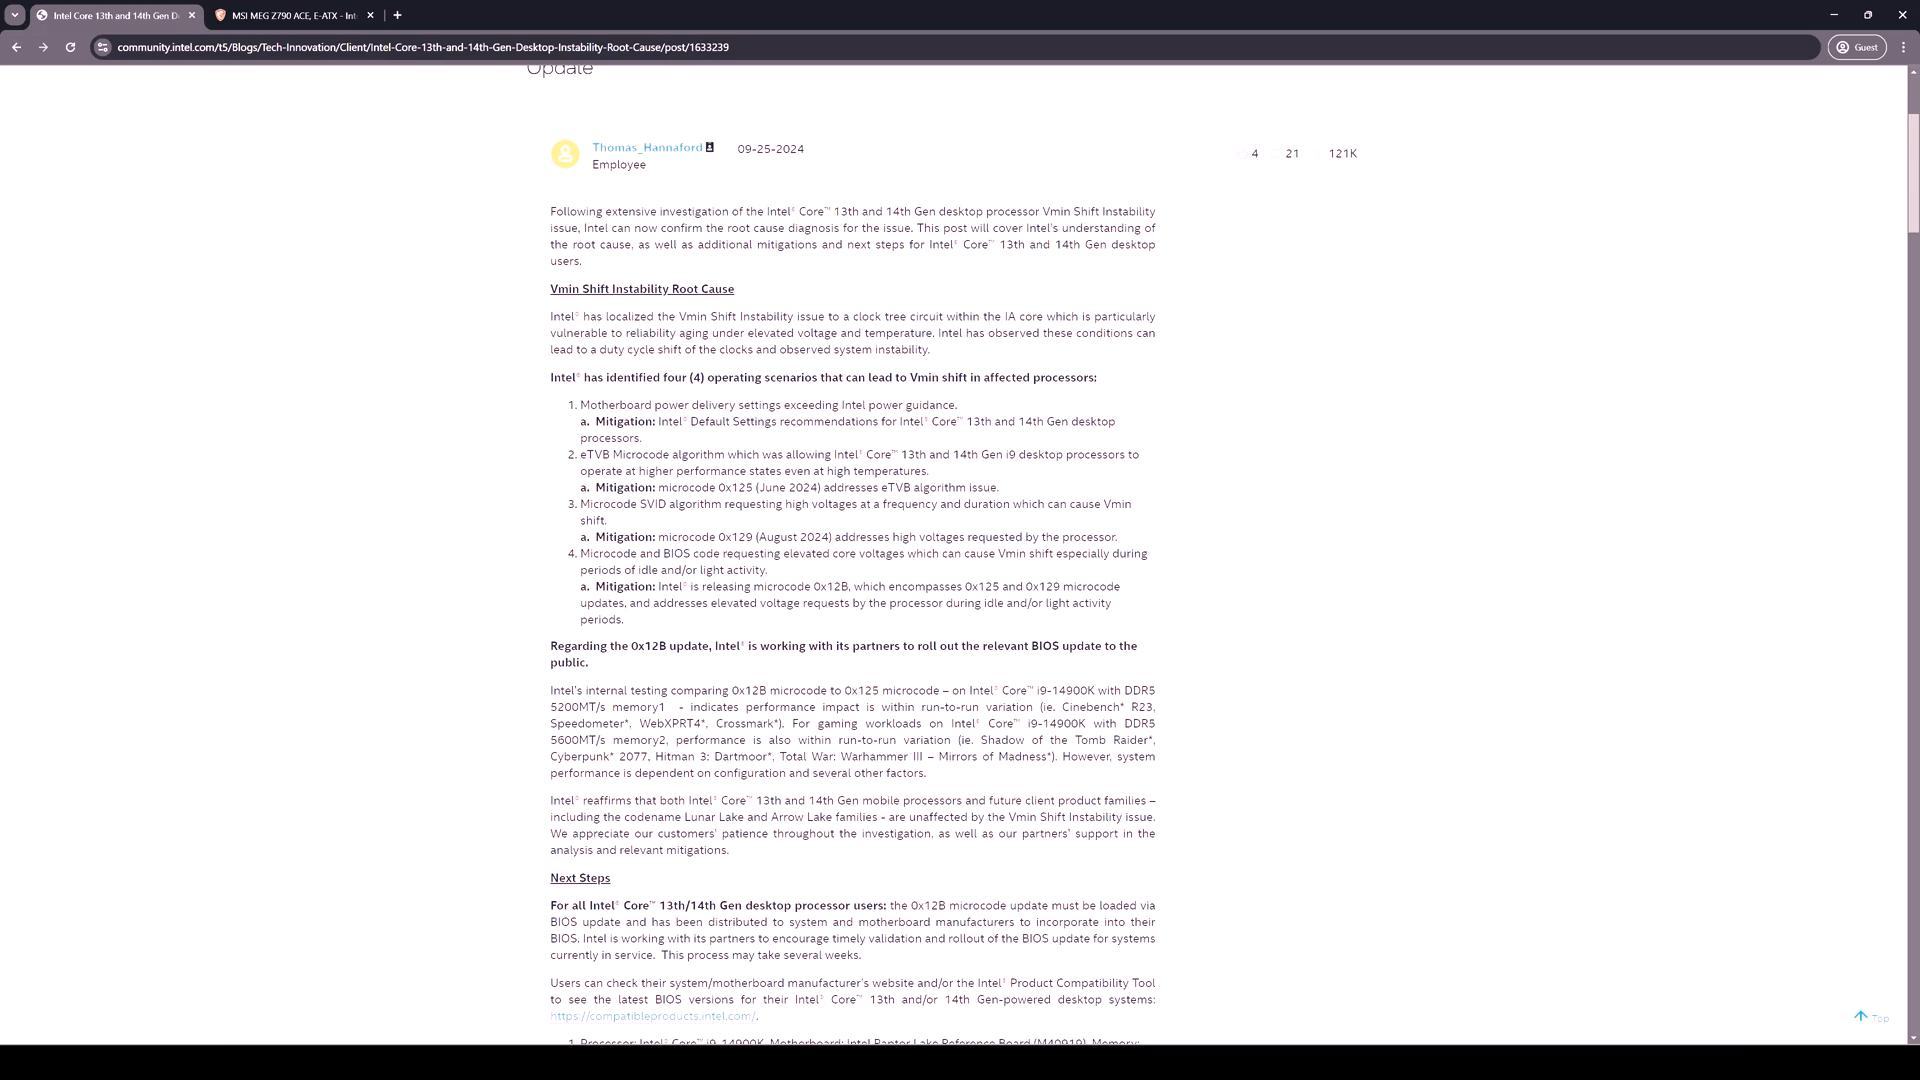 Intel Core 13th and 14th Gen D
MSI MEG Z790 ACE, E-ATX - Int
community.intel.com/t5/Blogs/Tech-Innovation/Client/Intel-Core-13th-and-14th-Gen-Desktop-Instability-Root-Cause/post/1633239
Guest
Update
Thomas_Hannaford 09-25-2024 4 21 121K
Employee
Following extensive investigation of the Intel® Core™ 13th and 14th Gen desktop processor Vmin Shift Instability
issue, Intel can now confirm the root cause diagnosis for the issue. This post will cover Intel's understanding of
the root cause, as well as additional mitigations and next steps for Intel® Core™ 13th and 14th Gen desktop
users.
Vmin Shift Instability Root Cause
Intel® has localized the Vmin Shift Instability issue to a clock tree circuit within the IA core which is particularly
vulnerable to reliability aging under elevated voltage and temperature. Intel has observed these conditions can
lead to a duty cycle shift of the clocks and observed system instability.
Intel® has identified four (4) operating scenarios that can lead to Vmin shift in affected processors:
1. Motherboard power delivery settings exceeding Intel power guidance.
a. Mitigation: Intel® Default Settings recommendations for Intel® Core™ 13th and 14th Gen desktop
processors.
2. eTVB Microcode algorithm which was allowing Intel® Core™ 13th and 14th Gen i9 desktop processors to
operate at higher performance states even at high temperatures.
a. Mitigation: microcode 0x125 (June 2024) addresses eTVB algorithm issue.
3. Microcode SVID algorithm requesting high voltages at a frequency and duration which can cause Vmin
shift.
a. Mitigation: microcode 0x129 (August 2024) addresses high voltages requested by the processor.
4. Microcode and BIOS code requesting elevated core voltages which can cause Vmin shift especially during
periods of idle and/or light activity.
a. Mitigation: Intel® is releasing microcode 0x12B, which encompasses 0x125 and 0x129 microcode
updates, and addresses elevated voltage requests by the processor during idle and/or light activity
periods.
Regarding the 0x12B update, Intel® is working with its partners to roll out the relevant BIOS update to the
public.
Intel's internal testing comparing 0x12B microcode to 0x125 microcode – on Intel® Core™ i9-14900K with DDR5
5200MT/s memory1 - indicates performance impact is within run-to-run variation (ie. Cinebench* R23,
Speedometer*, WebXPRT4*, Crossmark*). For gaming workloads on Intel® Core™ i9-14900K with DDR5
5600MT/s memory2, performance is also within run-to-run variation (ie. Shadow of the Tomb Raider*,
Cyberpunk* 2077, Hitman 3: Dartmoor*, Total War: Warhammer III – Mirrors of Madness*). However, system
performance is dependent on configuration and several other factors.
Intel® reaffirms that both Intel® Core™ 13th and 14th Gen mobile processors and future client product families –
including the codename Lunar Lake and Arrow Lake families - are unaffected by the Vmin Shift Instability issue.
We appreciate our customers' patience throughout the investigation, as well as our partners' support in the
analysis and relevant mitigations.
Next Steps
For all Intel® Core™ 13th/14th Gen desktop processor users: the 0x12B microcode update must be loaded via
BIOS update and has been distributed to system and motherboard manufacturers to incorporate into their
BIOS. Intel is working with its partners to encourage timely validation and rollout of the BIOS update for systems
currently in service. This process may take several weeks.
Users can check their system/motherboard manufacturer's website and/or the Intel® Product Compatibility Tool
to see the latest BIOS versions for their Intel® Core™ 13th and/or 14th Gen-powered desktop systems:
https://compatibleproducts.intel.com/.
Top
1. Processor: Intel® Core™ i9-14900K, Motherboard: Intel Raptor Lake Reference Board (M40919), Memory: